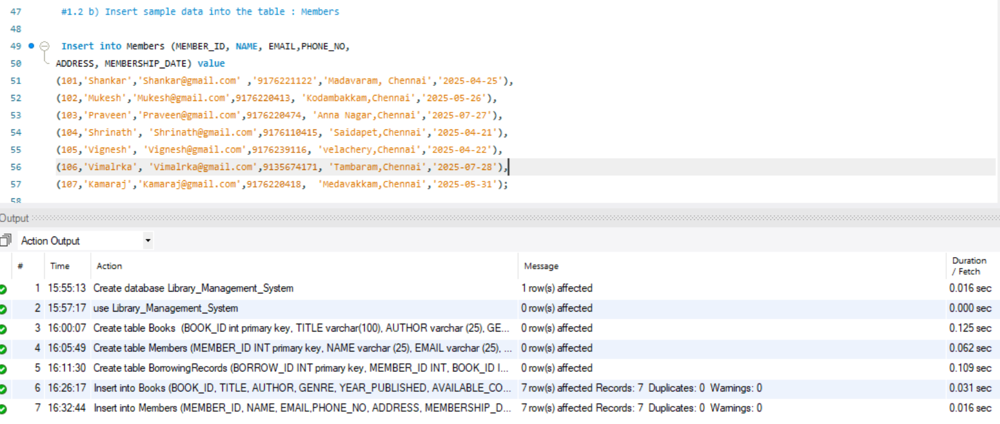 47 #1.2 b) Insert sample data into the table : Members
48
49 Insert into Members (MEMBER_ID, NAME, EMAIL,PHONE_NO,
50 ADDRESS, MEMBERSHIP_DATE) value
51 (101,'Shankar','Shankar@gmail.com' ,'9176221122','Madavaram, Chennai','2025-04-25'),
52 (102,'Mukesh','Mukesh@gmail.com',9176220413, 'Kodambakkam,Chennai','2025-05-26'),
53 (103,'Praveen','Praveen@gmail.com',9176220474, 'Anna Nagar,Chennai','2025-07-27'),
54 (104,'Shrinath', 'Shrinath@gmail.com',9176110415, 'Saidapet,Chennai','2025-04-21'),
55 (105,'Vignesh', 'Vignesh@gmail.com',9176239116, 'velachery,Chennai','2025-04-22'),
56 (106,'Vimalrka', 'Vimalrka@gmail.com',9135674171, 'Tambaram,Chennai','2025-07-28'),
57 (107,'Kamaraj','Kamaraj@gmail.com',9176220418, 'Medavakkam,Chennai','2025-05-31');
58
Output
Action Output
# Time Action Message Duration / Fetch
1 15:55:13 Create database Library_Management_System 1 row(s) affected 0.016 sec
2 15:57:17 use Library_Management_System 0 row(s) affected 0.000 sec
3 16:00:07 Create table Books (BOOK_ID int primary key, TITLE varchar(100), AUTHOR varchar (25), GE... 0 row(s) affected 0.125 sec
4 16:05:49 Create table Members (MEMBER_ID INT primary key, NAME varchar (25), EMAIL varchar (25), ... 0 row(s) affected 0.062 sec
5 16:11:30 Create table BorrowingRecords (BORROW_ID INT primary key, MEMBER_ID INT, BOOK_ID I... 0 row(s) affected 0.109 sec
6 16:26:17 Insert into Books (BOOK_ID, TITLE, AUTHOR, GENRE, YEAR_PUBLISHED, AVAILABLE_CO... 7 row(s) affected Records: 7 Duplicates: 0 Warnings: 0 0.031 sec
7 16:32:44 Insert into Members (MEMBER_ID, NAME, EMAIL,PHONE_NO, ADDRESS, MEMBERSHIP_D... 7 row(s) affected Records: 7 Duplicates: 0 Warnings: 0 0.016 sec